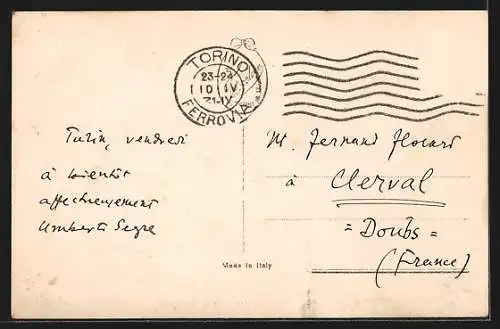 TORINO
23-24
10 IV
31-IX
FERROVIA
Turin, vendredi
à bientôt
affectueusement
Umberto Segre
M. Fernand Flocard
à
Clerval
= Doubs =
(France)
Made in Italy